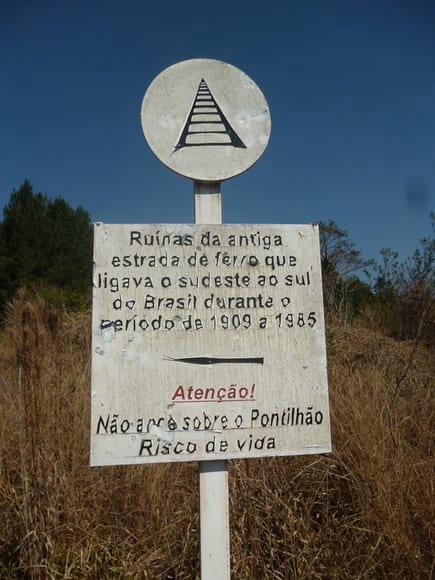 Ruínas da antiga
estrada de ferro que
ligava o sudeste ao sul
do Brasil durante o
período de 1909 a 1985
Atenção!
Não ande sobre o Pontilhão
Risco de vida